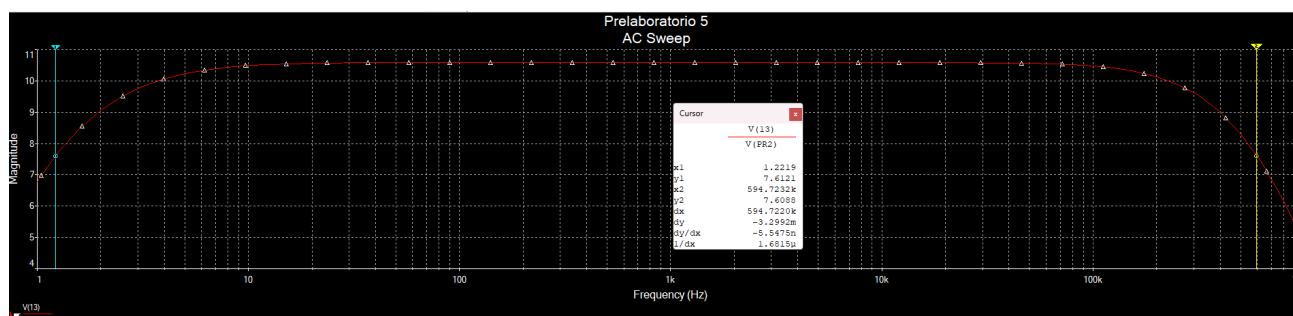 Prelaboratorio 5
AC Sweep
11
10
9
8
7
6
5
4
Magnitude
1
10
100
1k
10k
100k
Frequency (Hz)
V(13)
Cursor x
V(13)
V(PR2)
x1 1.2219
y1 7.6121
x2 594.7232k
y2 7.6088
dx 594.7220k
dy -3.2992m
dy/dx -5.5475n
1/dx 1.6815µ